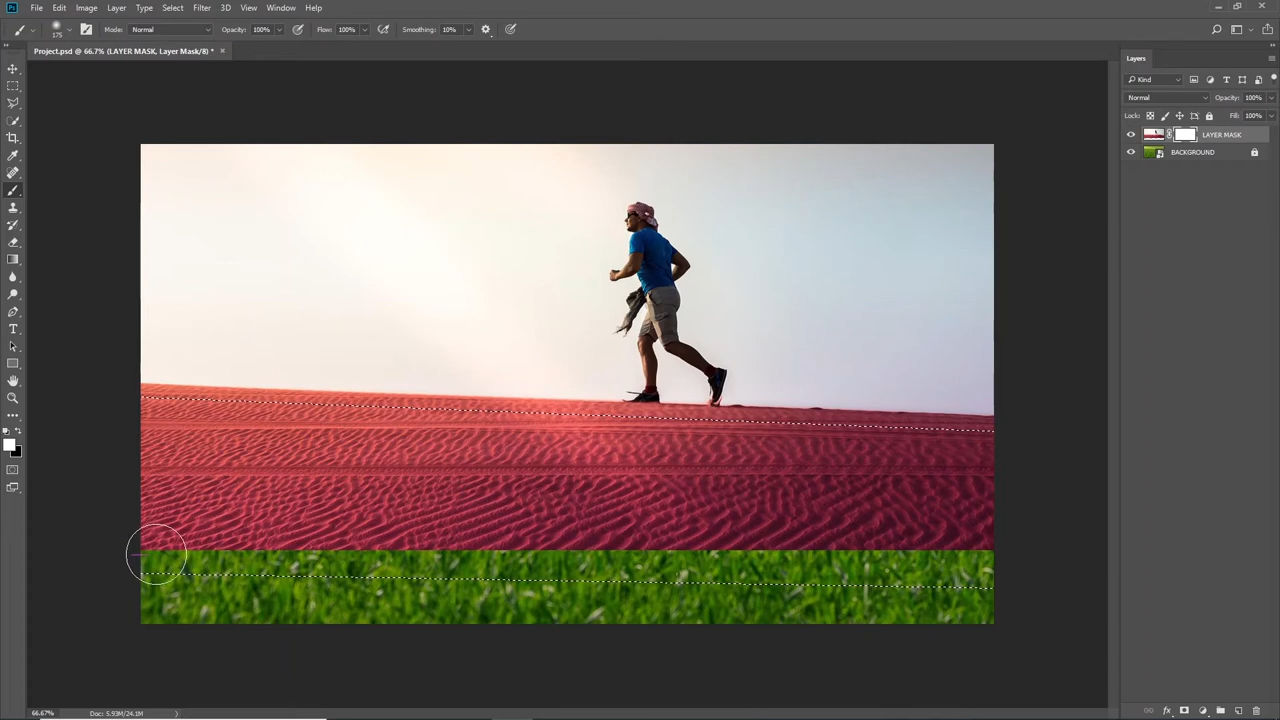 Ps File Edit Image Layer Type Select Filter 3D View Window Help
175 Mode: Normal Opacity: 100% Flow: 100% Smoothing: 10%
Project.psd @ 66.7% (LAYER MASK, Layer Mask/8) * ×
Layers
Kind
Normal Opacity: 100%
Lock: Fill: 100%
LAYER MASK
BACKGROUND
66.67% Doc: 5.93M/24.1M